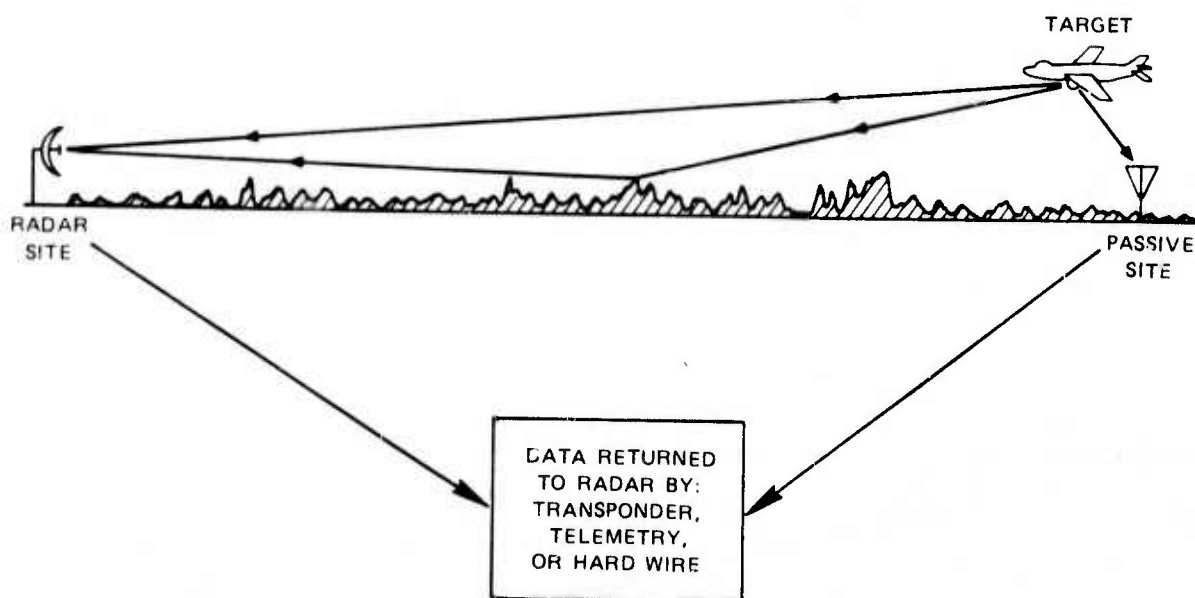 TARGET
RADAR
SITE
PASSIVE
SITE
DATA RETURNED
TO RADAR BY:
TRANSPONDER,
TELEMETRY,
OR HARD WIRE